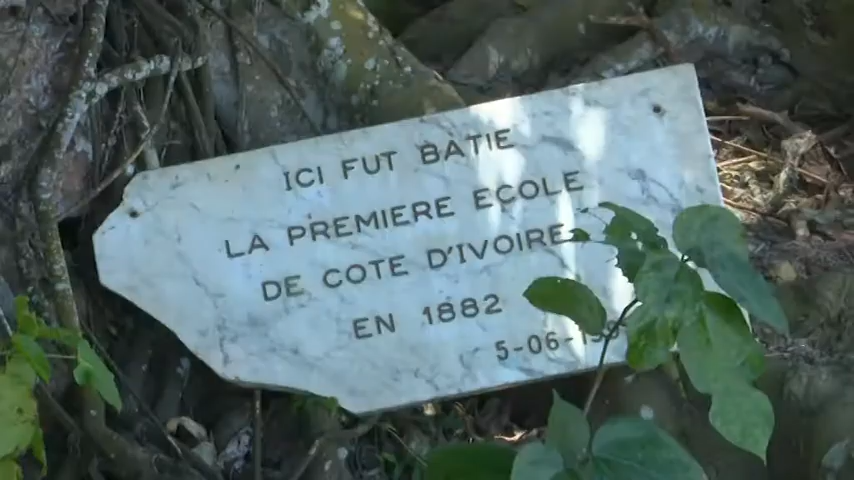 ICI FUT BATIE
LA PREMIERE ECOLE
DE COTE D'IVOIRE
EN 1882
5-06-